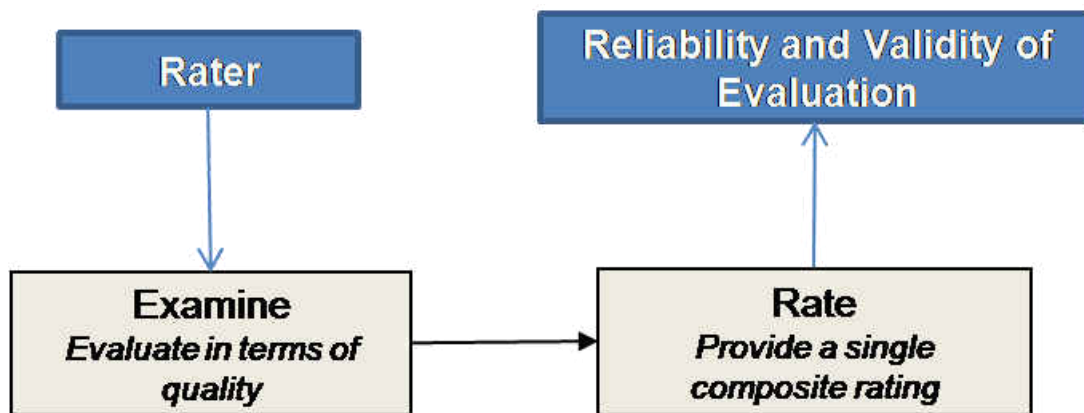 Rater
Reliability and Validity of
Evaluation
Examine
Evaluate in terms of
quality
Rate
Provide a single
composite rating